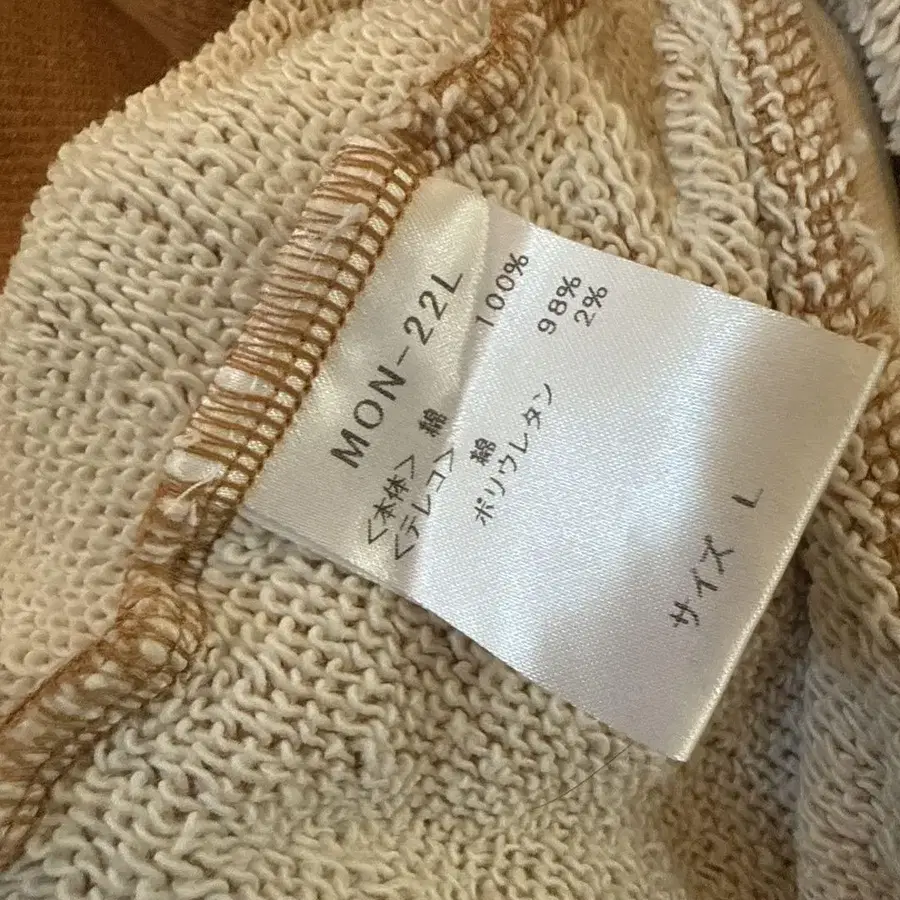 MON-22L
<本体> 綿 100%
<テレコ> 綿 98%
ポリウレタン 2%
サイズ L